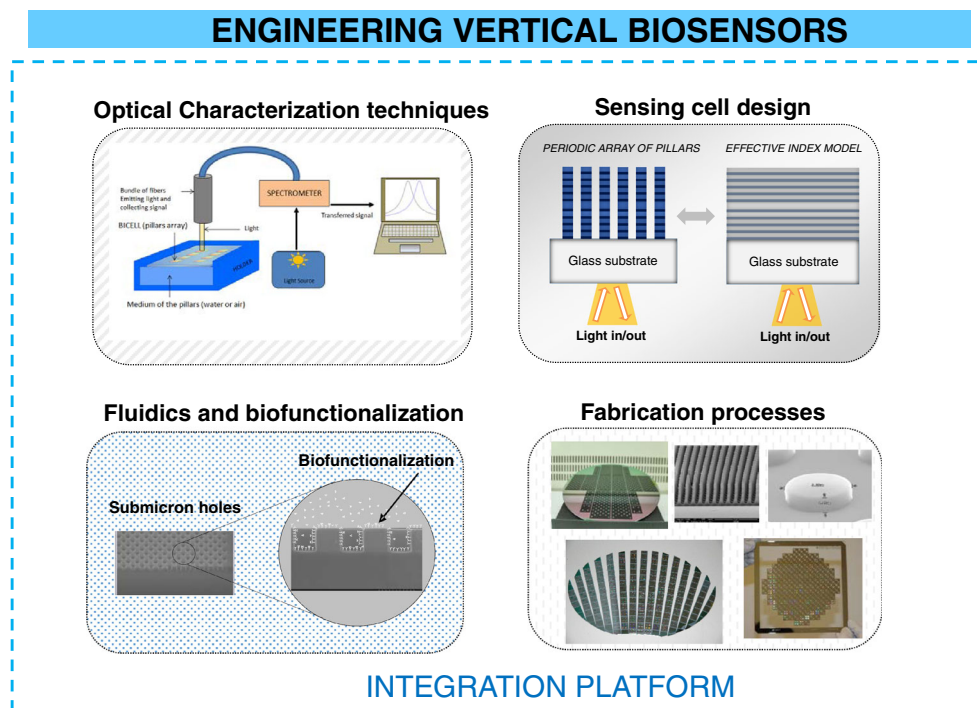 ENGINEERING VERTICAL BIOSENSORS
Optical Characterization techniques
Bundle of fibers
Emitting light and
collecting signal
SPECTROMETER
Transferred signal
BICELL (pillars array)
Light
HOLDER
Light Source
Medium of the pillars (water or air)
Sensing cell design
PERIODIC ARRAY OF PILLARS
EFFECTIVE INDEX MODEL
Glass substrate
Glass substrate
Light in/out
Light in/out
Fluidics and biofunctionalization
Biofunctionalization
Submicron holes
Fabrication processes
INTEGRATION PLATFORM